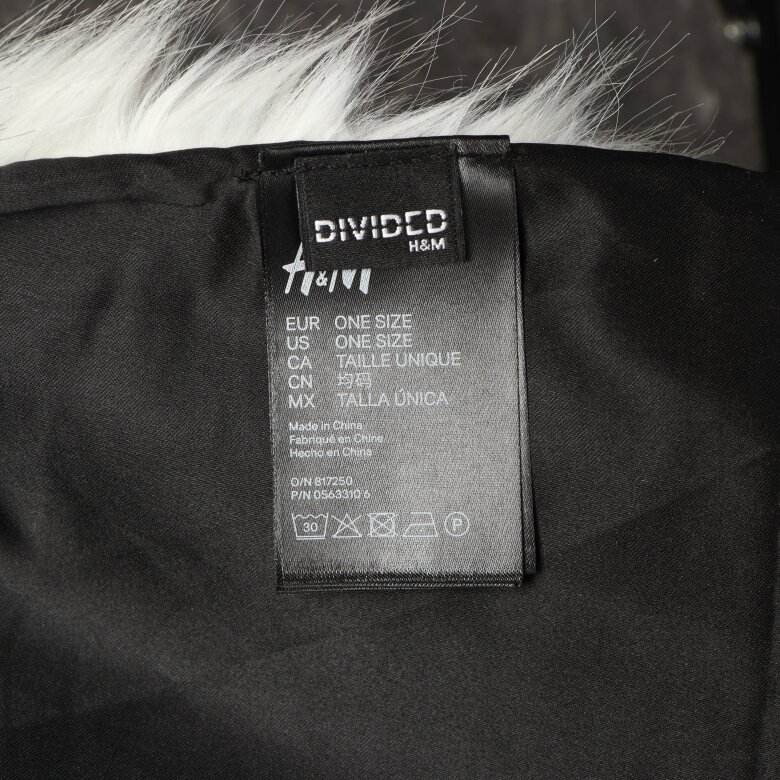 DIVIDED
H&M
H&M
EUR ONE SIZE
US ONE SIZE
CA TAILLE UNIQUE
CN 均码
MX TALLA ÚNICA
Made in China
Fabriqué en Chine
Hecho en China
O/N 817250
P/N 0563310 6
30 P